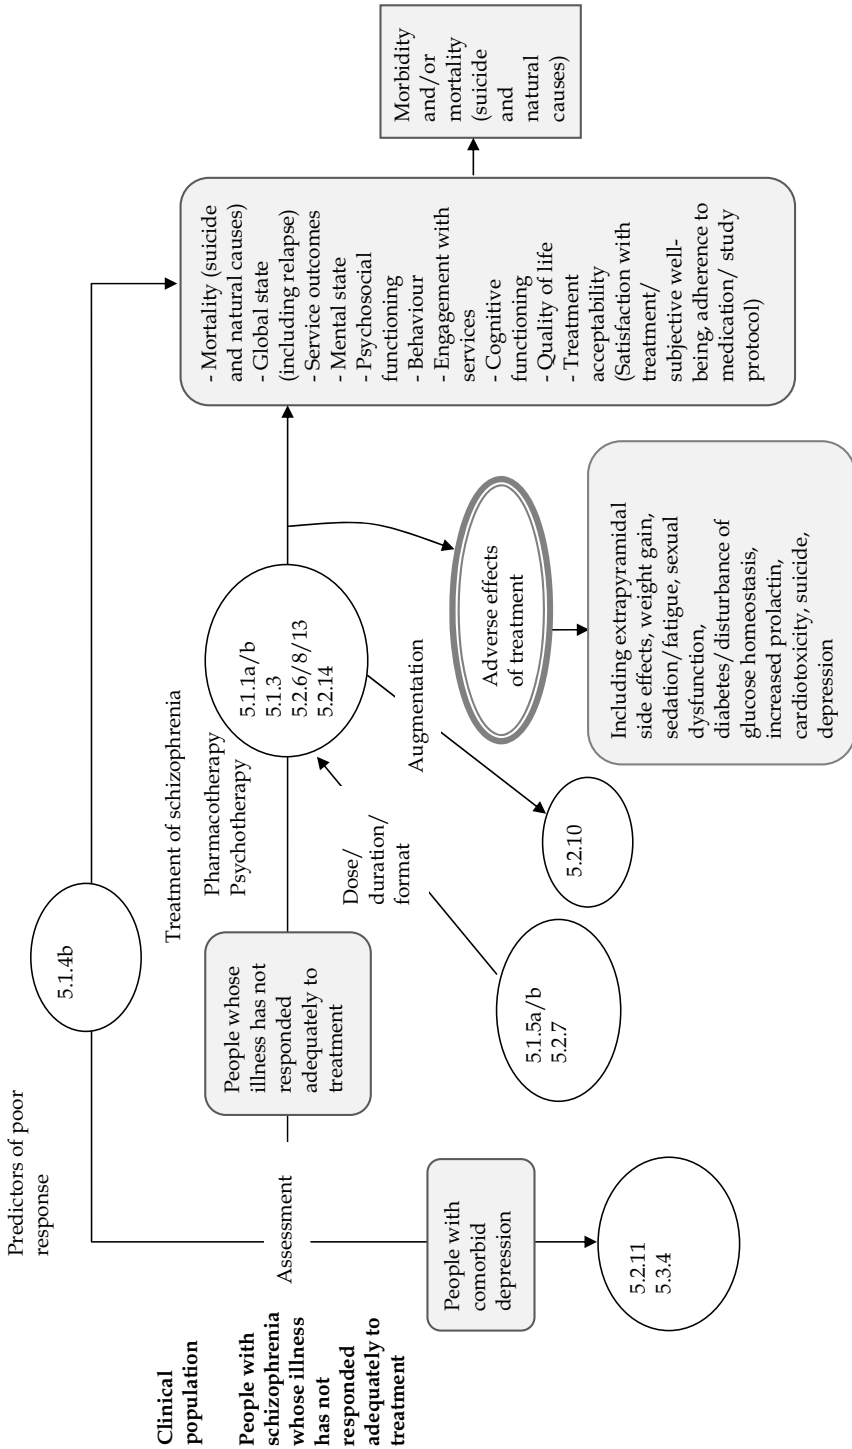 Predictors of poor
response
5.1.4b
Clinical
population
People with
schizophrenia
whose illness
has not
responded
adequately to
treatment
Assessment
People whose
illness has not
responded
adequately to
treatment
Treatment of schizophrenia
Pharmacotherapy
Psychotherapy
5.1.1a/b
5.1.3
5.2.6/8/13
5.2.14
- Mortality (suicide
and natural causes)
- Global state
(including relapse)
- Service outcomes
- Mental state
- Psychosocial
functioning
- Behaviour
- Engagement with
services
- Cognitive
functioning
- Quality of life
- Treatment
acceptability
(Satisfaction with
treatment/
subjective well-
being, adherence to
medication/ study
protocol)
Morbidity
and/or
mortality
(suicide
and
natural
causes)
Dose/
duration/
format
Augmentation
People with
comorbid
depression
5.2.11
5.3.4
5.1.5a/b
5.2.7
5.2.10
Adverse effects
of treatment
Including extrapyramidal
side effects, weight gain,
sedation/fatigue, sexual
dysfunction,
diabetes/ disturbance of
glucose homeostasis,
increased prolactin,
cardiotoxicity, suicide,
depression